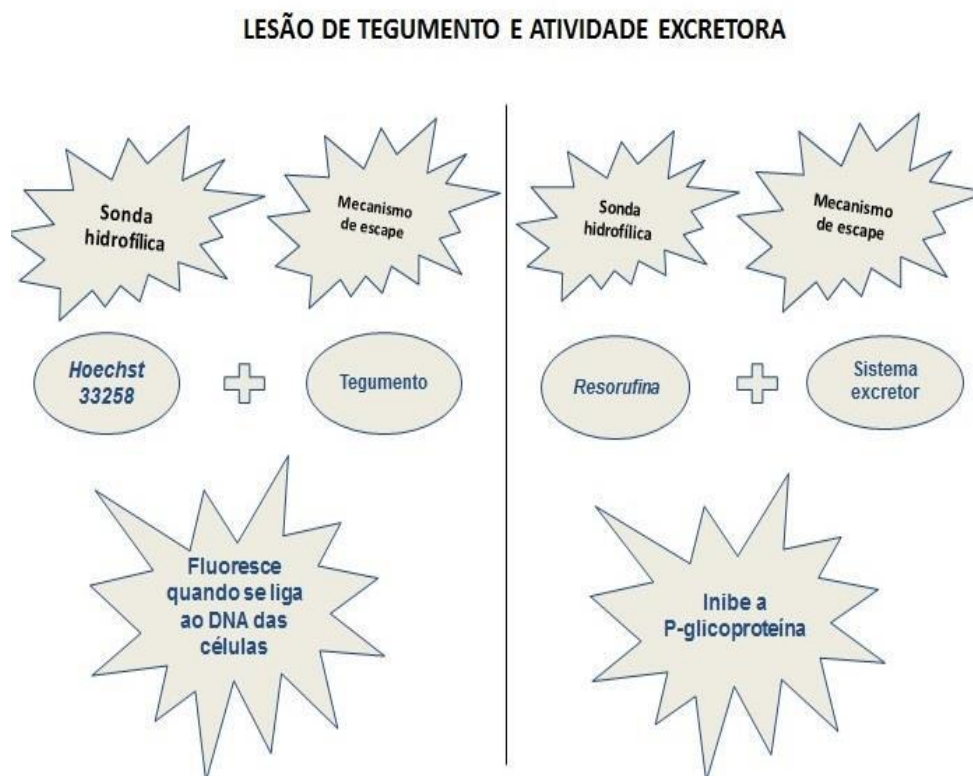 LESÃO DE TEGUMENTO E ATIVIDADE EXCRETORA
Sonda
hidrofílica
Mecanismo
de escape
Hoechst
33258
Tegumento
Fluoresce
quando se liga
ao DNA das
células
Sonda
hidrofílica
Mecanismo
de escape
Resorufina
Sistema
excretor
Inibe a
P-glicoproteína